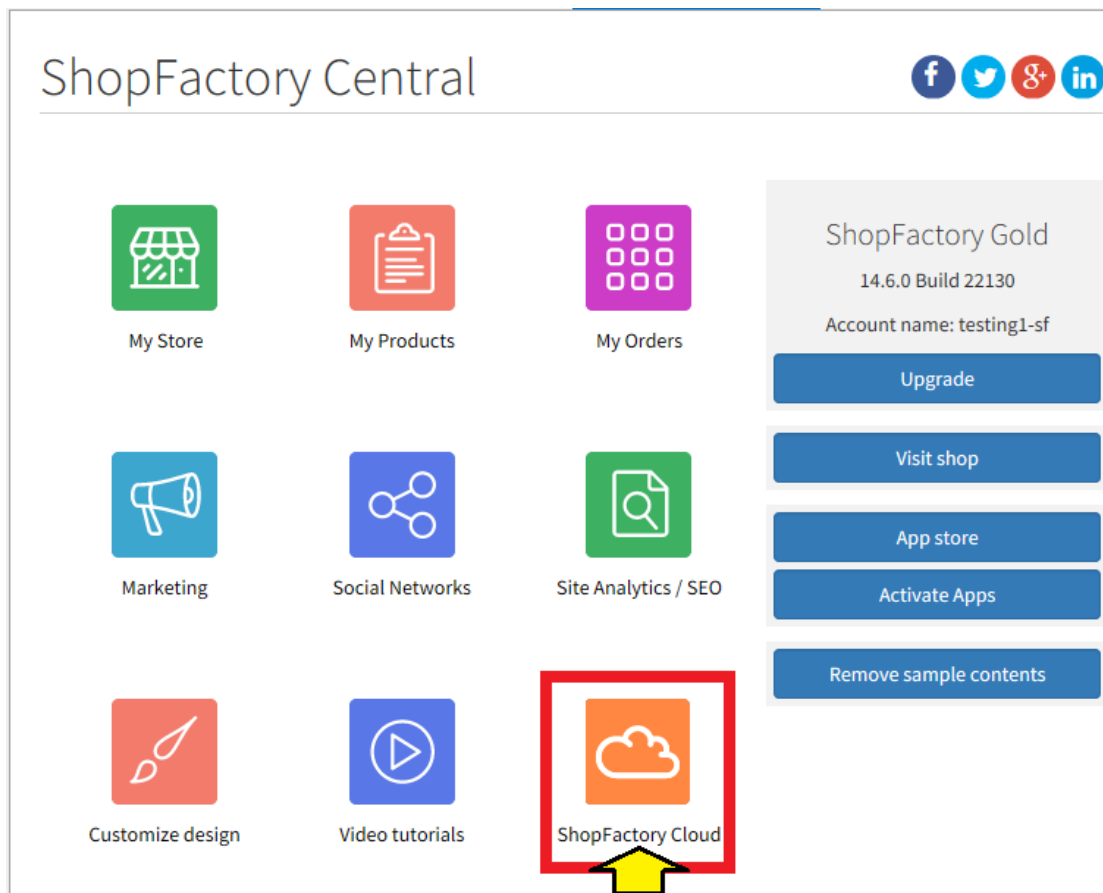 ShopFactory Central
f
8+
in
My Store
My Products
My Orders
Marketing
Social Networks
Site Analytics / SEO
Customize design
Video tutorials
ShopFactory Cloud
ShopFactory Gold
14.6.0 Build 22130
Account name: testing1-sf
Upgrade
Visit shop
App store
Activate Apps
Remove sample contents